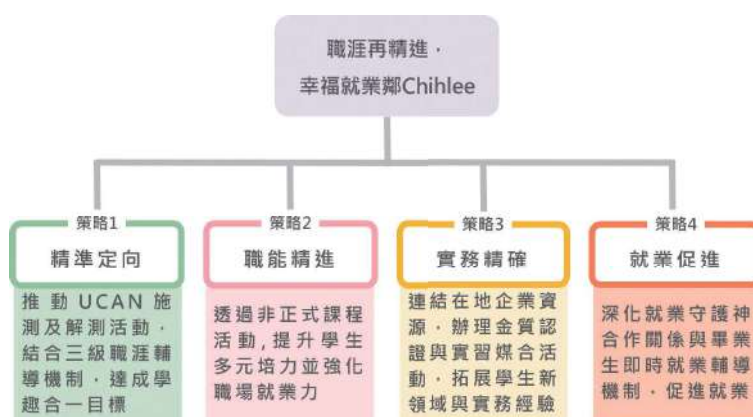 職涯再精進，
幸福就業鄰Chihlee
策略1
精準定向
推動UCAN施
測及解測活動，
結合三級職涯輔
導機制，達成學
趣合一目標
策略2
職能精進
透過非正式課程
活動，提升學生
多元培力並強化
職場就業力
策略3
實務精確
連結在地企業資
源，辦理金質認
證與實習媒合活
動，拓展學生新
領域與實務經驗
策略4
就業促進
深化就業守護神
合作關係與畢業
生即時就業輔導
機制，促進就業